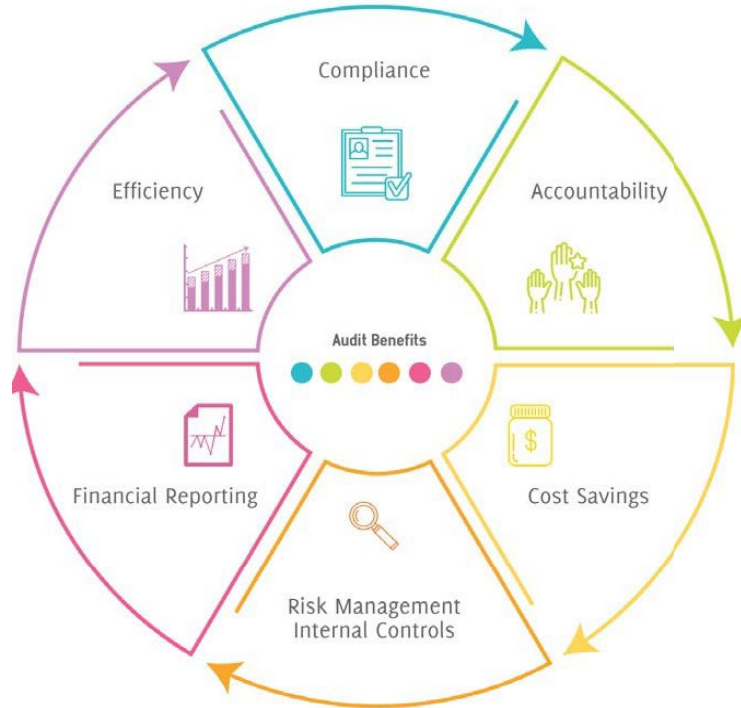 Compliance
Accountability
Cost Savings
$
Risk Management
Internal Controls
Financial Reporting
Efficiency
Audit Benefits